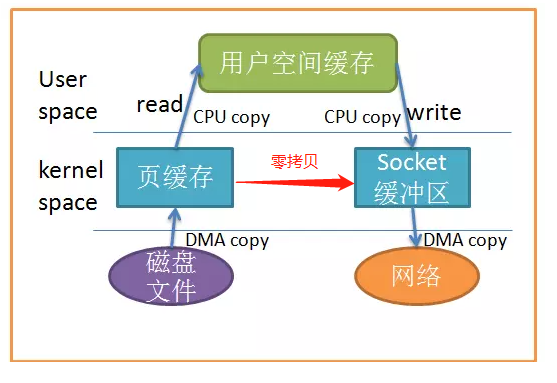 用户空间缓存
User
space
read
CPU copy
CPU copy
write
kernel
space
页缓存
零拷贝
Socket
缓冲区
DMA copy
DMA copy
磁盘
文件
网络